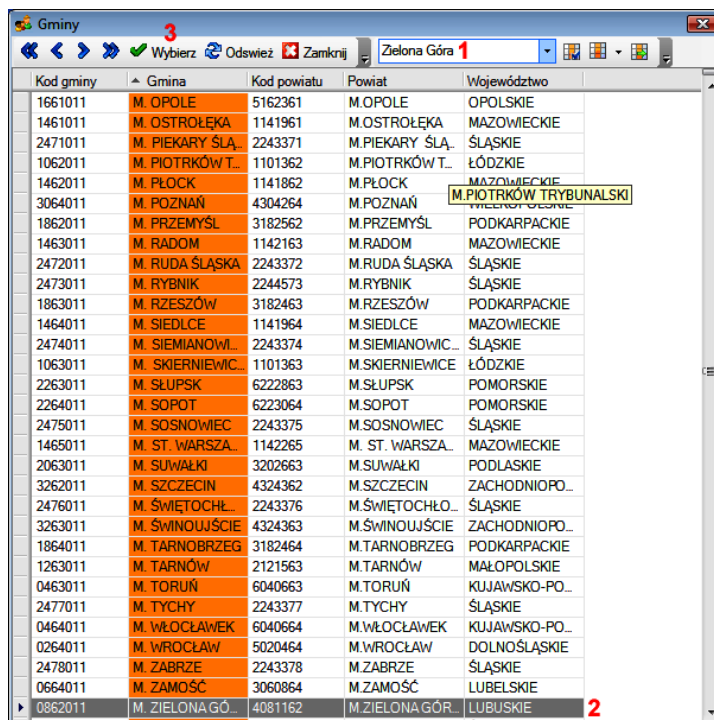 Gminy
3
Wybierz Odswież Zamknij Zielona Góra 1
Kod gminy Gmina Kod powiatu Powiat Województwo
1661011 M. OPOLE 5162361 M.OPOLE OPOLSKIE
1461011 M. OSTROŁĘKA 1141961 M.OSTROŁĘKA MAZOWIECKIE
2471011 M. PIEKARY ŚLĄ... 2243371 M.PIEKARY ŚLĄ... ŚLĄSKIE
1062011 M. PIOTRKÓW T... 1101362 M.PIOTRKÓW T... ŁÓDZKIE
1462011 M. PŁOCK 1141862 M.PŁOCK MAZOWIECKIE
M.PIOTRKÓW TRYBUNALSKI
3064011 M. POZNAŃ 4304264 M.POZNAŃ WIELKOPOLSKIE
1862011 M. PRZEMYŚL 3182562 M.PRZEMYŚL PODKARPACKIE
1463011 M. RADOM 1142163 M.RADOM MAZOWIECKIE
2472011 M. RUDA ŚLĄSKA 2243372 M.RUDA ŚLĄSKA ŚLĄSKIE
2473011 M. RYBNIK 2244573 M.RYBNIK ŚLĄSKIE
1863011 M. RZESZÓW 3182463 M.RZESZÓW PODKARPACKIE
1464011 M. SIEDLCE 1141964 M.SIEDLCE MAZOWIECKIE
2474011 M. SIEMIANOWI... 2243374 M.SIEMIANOWIC... ŚLĄSKIE
1063011 M. SKIERNIEWIC... 1101363 M.SKIERNIEWICE ŁÓDZKIE
2263011 M. SŁUPSK 6222863 M.SŁUPSK POMORSKIE
2264011 M. SOPOT 6223064 M.SOPOT POMORSKIE
2475011 M. SOSNOWIEC 2243375 M.SOSNOWIEC ŚLĄSKIE
1465011 M. ST. WARSZA... 1142265 M. ST. WARSZA... MAZOWIECKIE
2063011 M. SUWAŁKI 3202663 M.SUWAŁKI PODLASKIE
3262011 M. SZCZECIN 4324362 M.SZCZECIN ZACHODNIOPO...
2476011 M. ŚWIĘTOCHŁ... 2243376 M.ŚWIĘTOCHŁO... ŚLĄSKIE
3263011 M. ŚWINOUJŚCIE 4324363 M.ŚWINOUJŚCIE ZACHODNIOPO...
1864011 M. TARNOBRZEG 3182464 M.TARNOBRZEG PODKARPACKIE
1263011 M. TARNÓW 2121563 M.TARNÓW MAŁOPOLSKIE
0463011 M. TORUŃ 6040663 M.TORUŃ KUJAWSKO-PO...
2477011 M. TYCHY 2243377 M.TYCHY ŚLĄSKIE
0464011 M. WŁOCŁAWEK 6040664 M.WŁOCŁAWEK KUJAWSKO-PO...
0264011 M. WROCŁAW 5020464 M.WROCŁAW DOLNOŚLĄSKIE
2478011 M. ZABRZE 2243378 M.ZABRZE ŚLĄSKIE
0664011 M. ZAMOŚĆ 3060864 M.ZAMOŚĆ LUBELSKIE
0862011 M. ZIELONA GÓ... 4081162 M.ZIELONA GÓR... LUBUSKIE 2